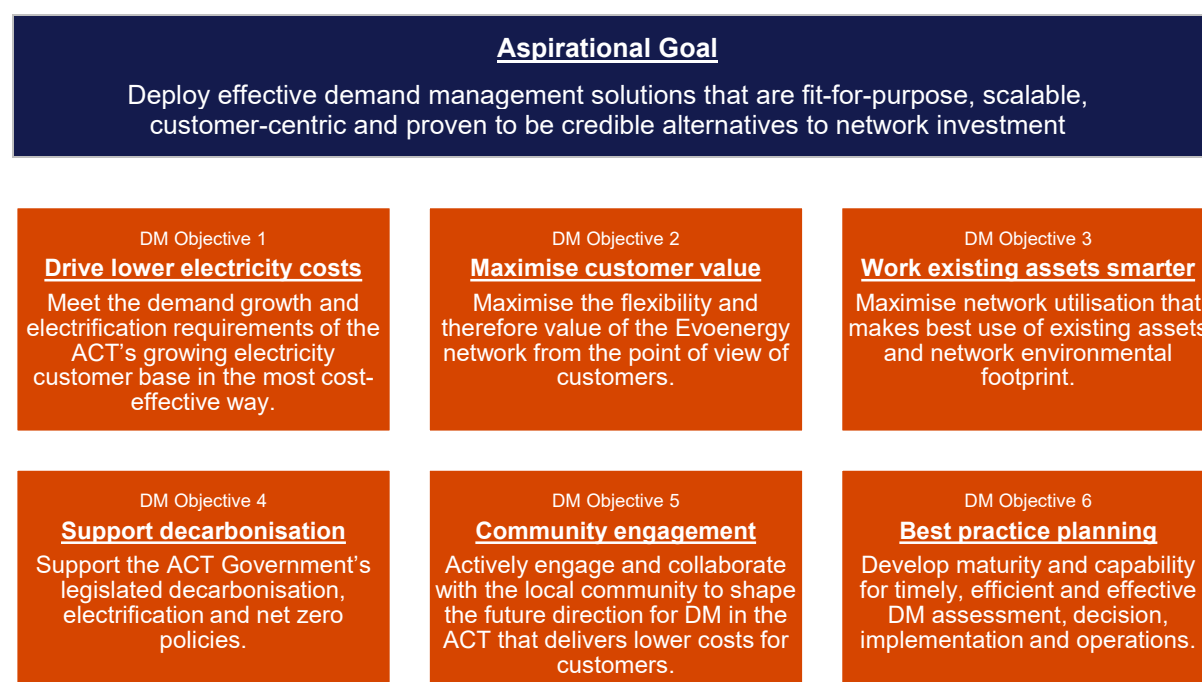 Aspirational Goal
Deploy effective demand management solutions that are fit-for-purpose, scalable,
customer-centric and proven to be credible alternatives to network investment
DM Objective 1
Drive lower electricity costs
Meet the demand growth and
electrification requirements of the
ACT’s growing electricity
customer base in the most cost-
effective way.
DM Objective 2
Maximise customer value
Maximise the flexibility and
therefore value of the Evoenergy
network from the point of view of
customers.
DM Objective 3
Work existing assets smarter
Maximise network utilisation that
makes best use of existing assets
and network environmental
footprint.
DM Objective 4
Support decarbonisation
Support the ACT Government’s
legislated decarbonisation,
electrification and net zero
policies.
DM Objective 5
Community engagement
Actively engage and collaborate
with the local community to shape
the future direction for DM in the
ACT that delivers lower costs for
customers.
DM Objective 6
Best practice planning
Develop maturity and capability
for timely, efficient and effective
DM assessment, decision,
implementation and operations.